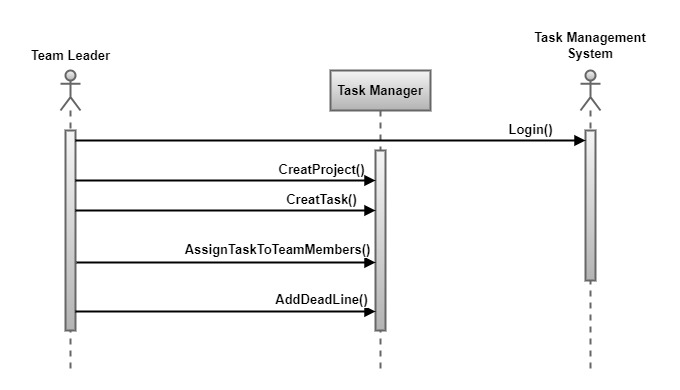 Team Leader
Task Management
System
Task Manager
Login()
CreatProject()
CreatTask()
AssignTaskToTeamMembers()
AddDeadLine()